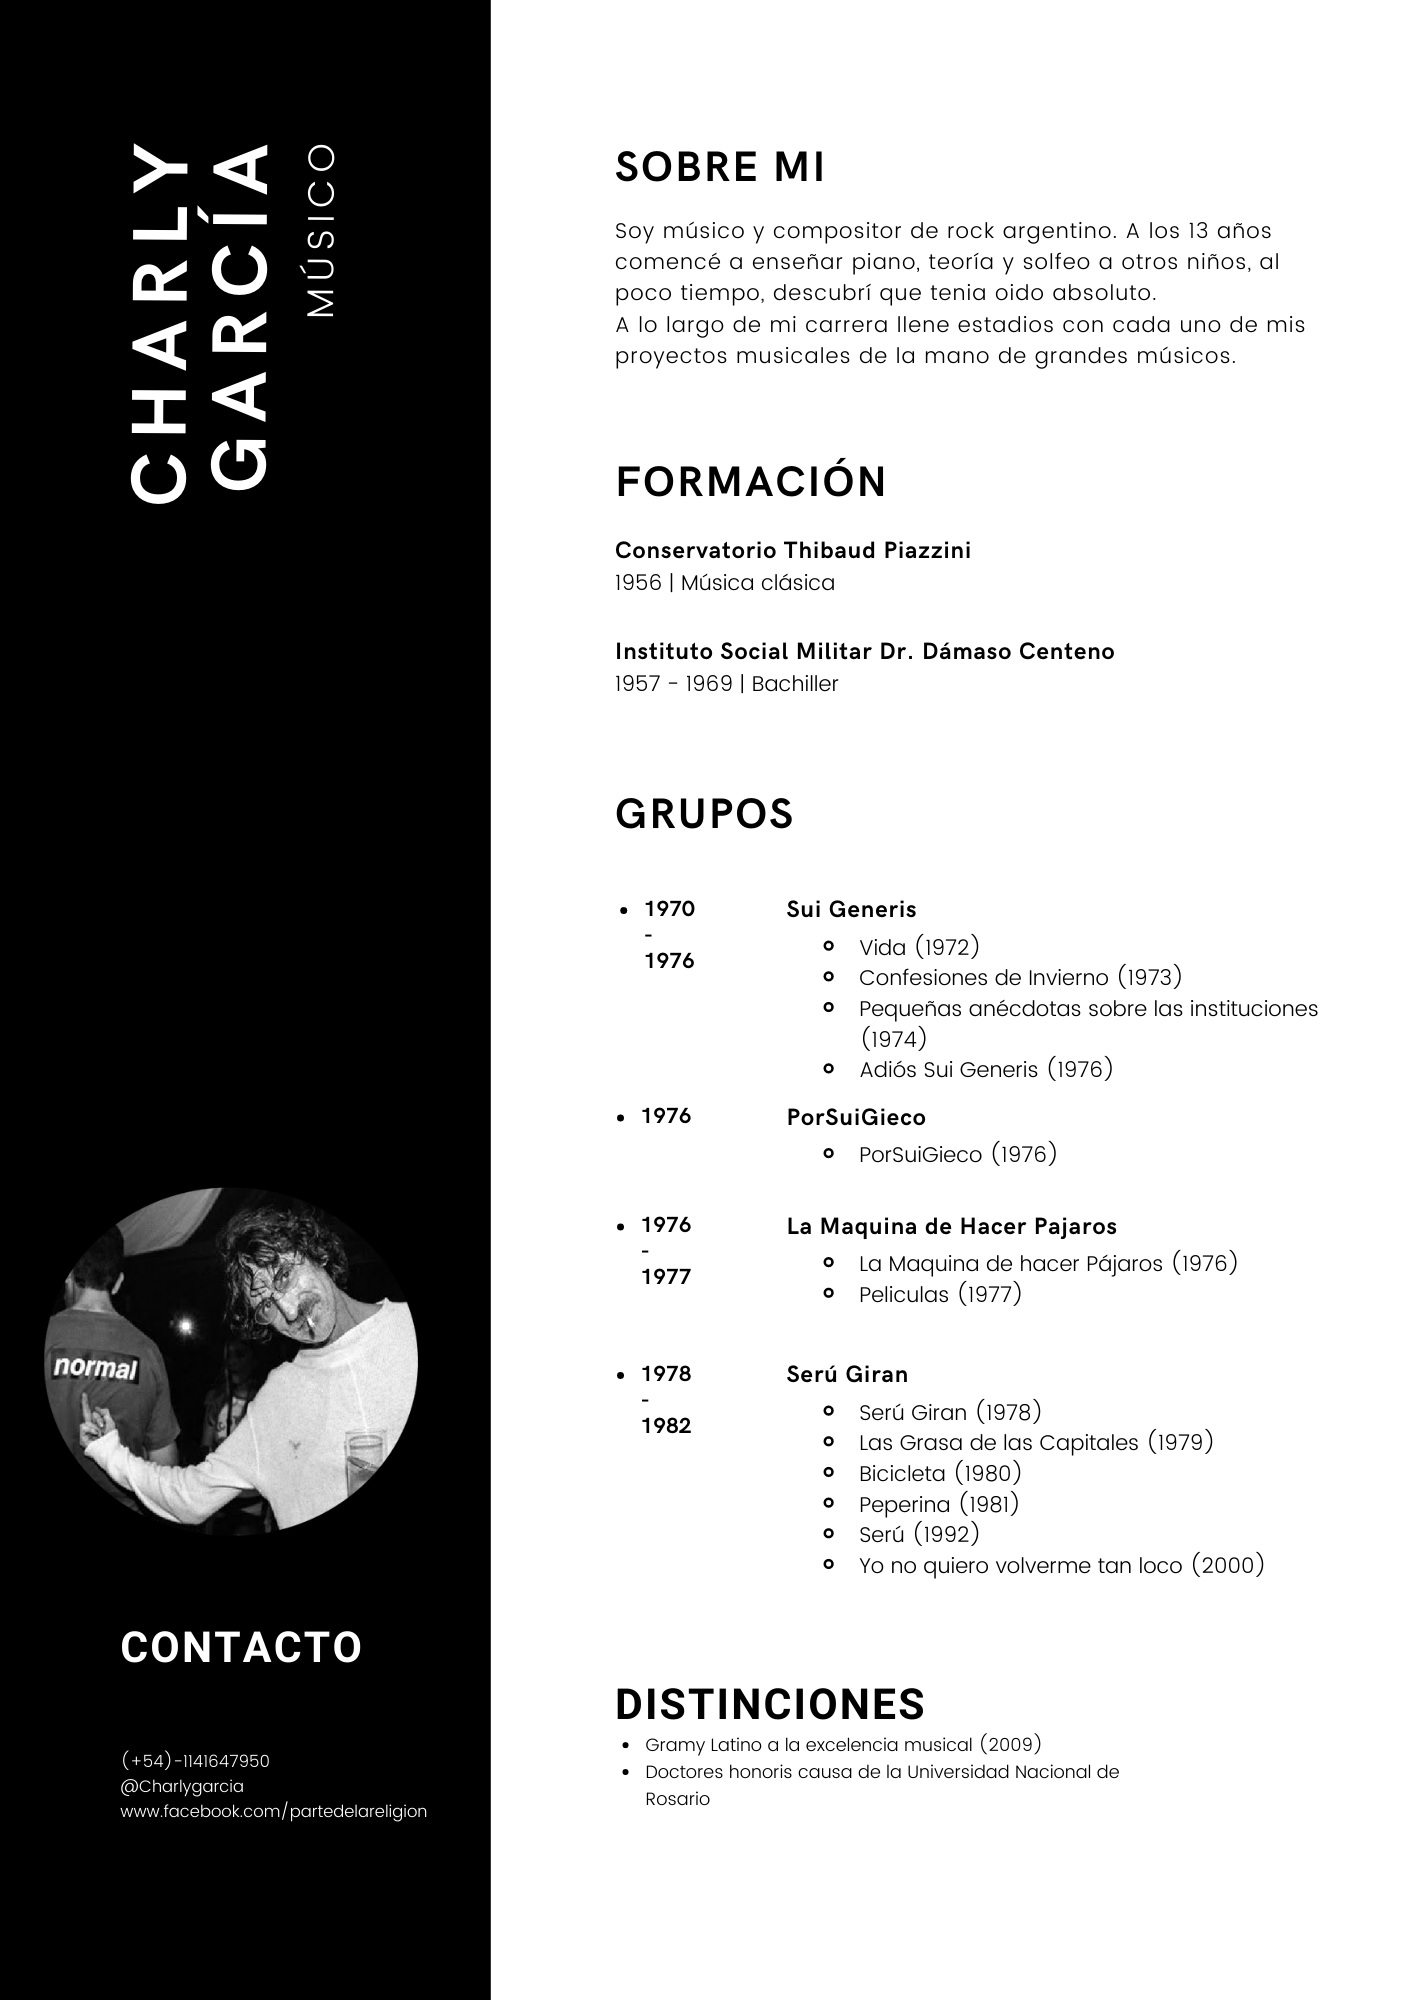 CHARLY
GARCÍA
MÚSICO
normal
CONTACTO
(+54)-1141647950
@Charlygarcia
www.facebook.com/partedelareligion
SOBRE MI
Soy músico y compositor de rock argentino. A los 13 años
comencé a enseñar piano, teoría y solfeo a otros niños, al
poco tiempo, descubrí que tenia oido absoluto.
A lo largo de mi carrera llene estadios con cada uno de mis
proyectos musicales de la mano de grandes músicos.
FORMACIÓN
Conservatorio Thibaud Piazzini
1956 | Música clásica
Instituto Social Militar Dr. Dámaso Centeno
1957 - 1969 | Bachiller
GRUPOS
1970
-
1976
Sui Generis
Vida (1972)
Confesiones de Invierno (1973)
Pequeñas anécdotas sobre las instituciones
(1974)
Adiós Sui Generis (1976)
1976
PorSuiGieco
PorSuiGieco (1976)
1976
-
1977
La Maquina de Hacer Pajaros
La Maquina de hacer Pájaros (1976)
Peliculas (1977)
1978
-
1982
Serú Giran
Serú Giran (1978)
Las Grasa de las Capitales (1979)
Bicicleta (1980)
Peperina (1981)
Serú (1992)
Yo no quiero volverme tan loco (2000)
DISTINCIONES
Gramy Latino a la excelencia musical (2009)
Doctores honoris causa de la Universidad Nacional de
Rosario